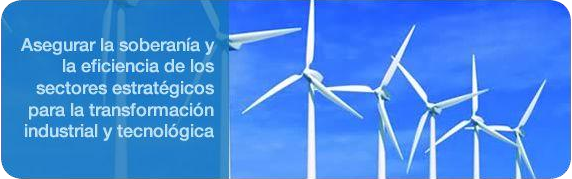 Asegurar la soberanía y
la eficiencia de los
sectores estratégicos
para la transformación
industrial y tecnológica